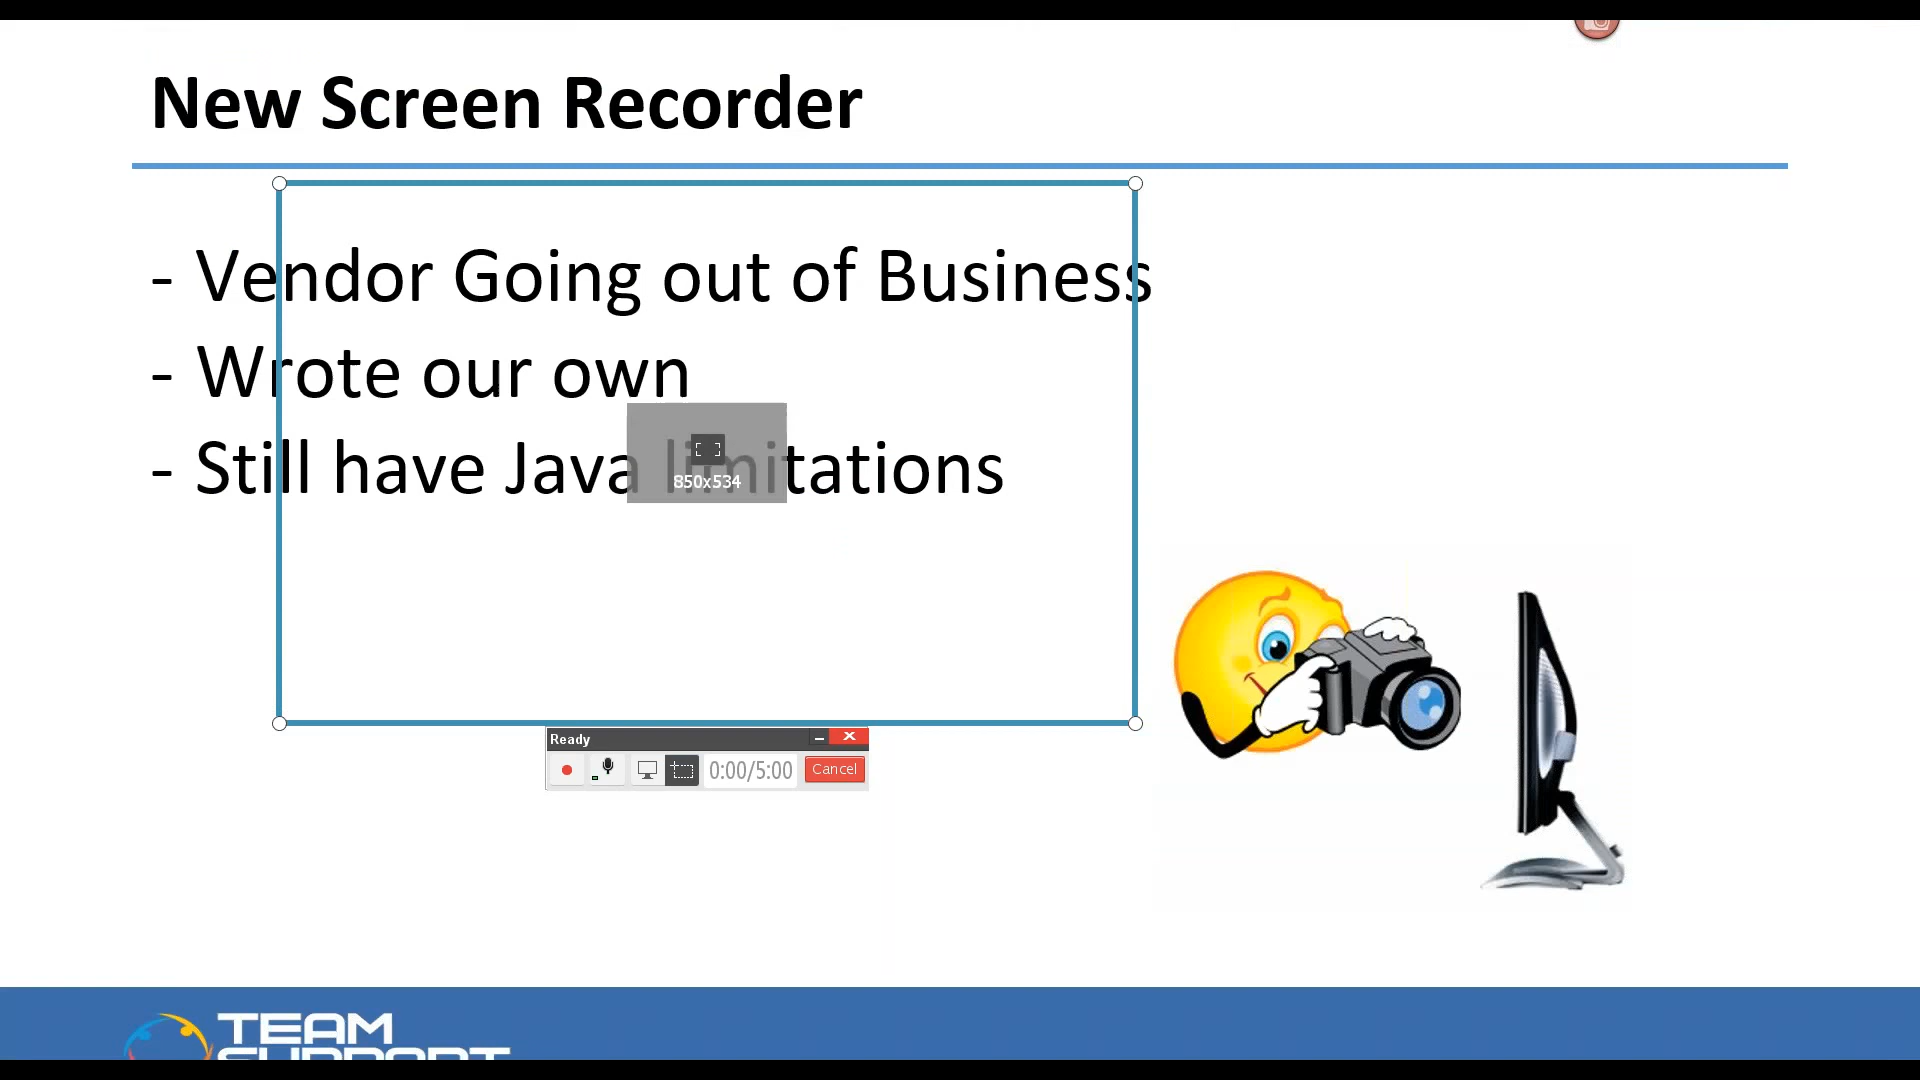 New Screen Recorder
- Vendor Going out of Business
- Wrote our own
- Still have Java limitations
850x534
Ready
0:00/5:00
Cancel
TEAM
SUPPORT